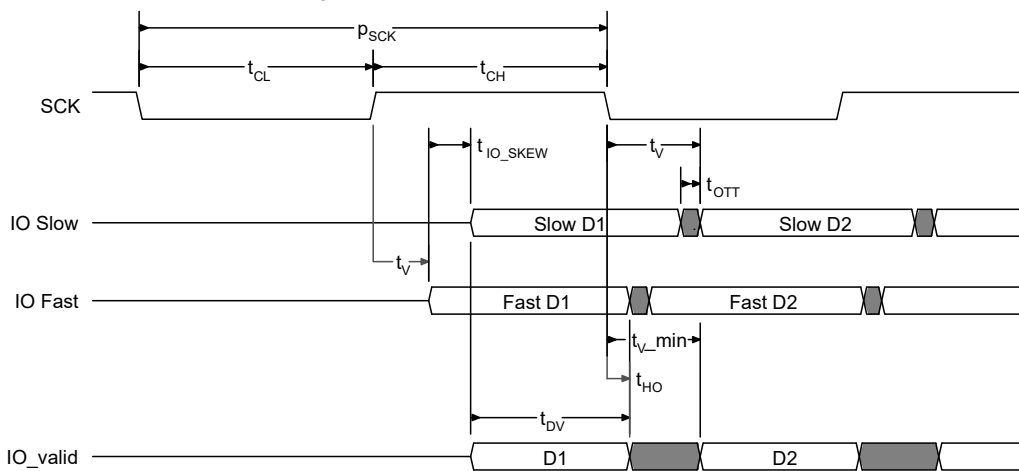 pSCK
tCL
tCH
SCK
tIO_SKEW
tV
tOTT
IO Slow
Slow D1
Slow D2
tV
IO Fast
Fast D1
Fast D2
tV_min
tHO
tDV
IO_valid
D1
D2